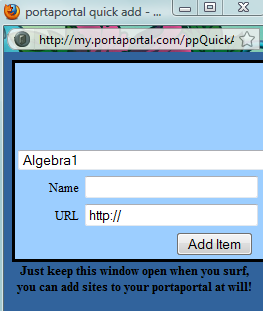 portaportal quick add - ...
http://my.portaportal.com/ppQuickA
Algebra1
Name
URL http://
Add Item
Just keep this window open when you surf,
you can add sites to your portaportal at will!